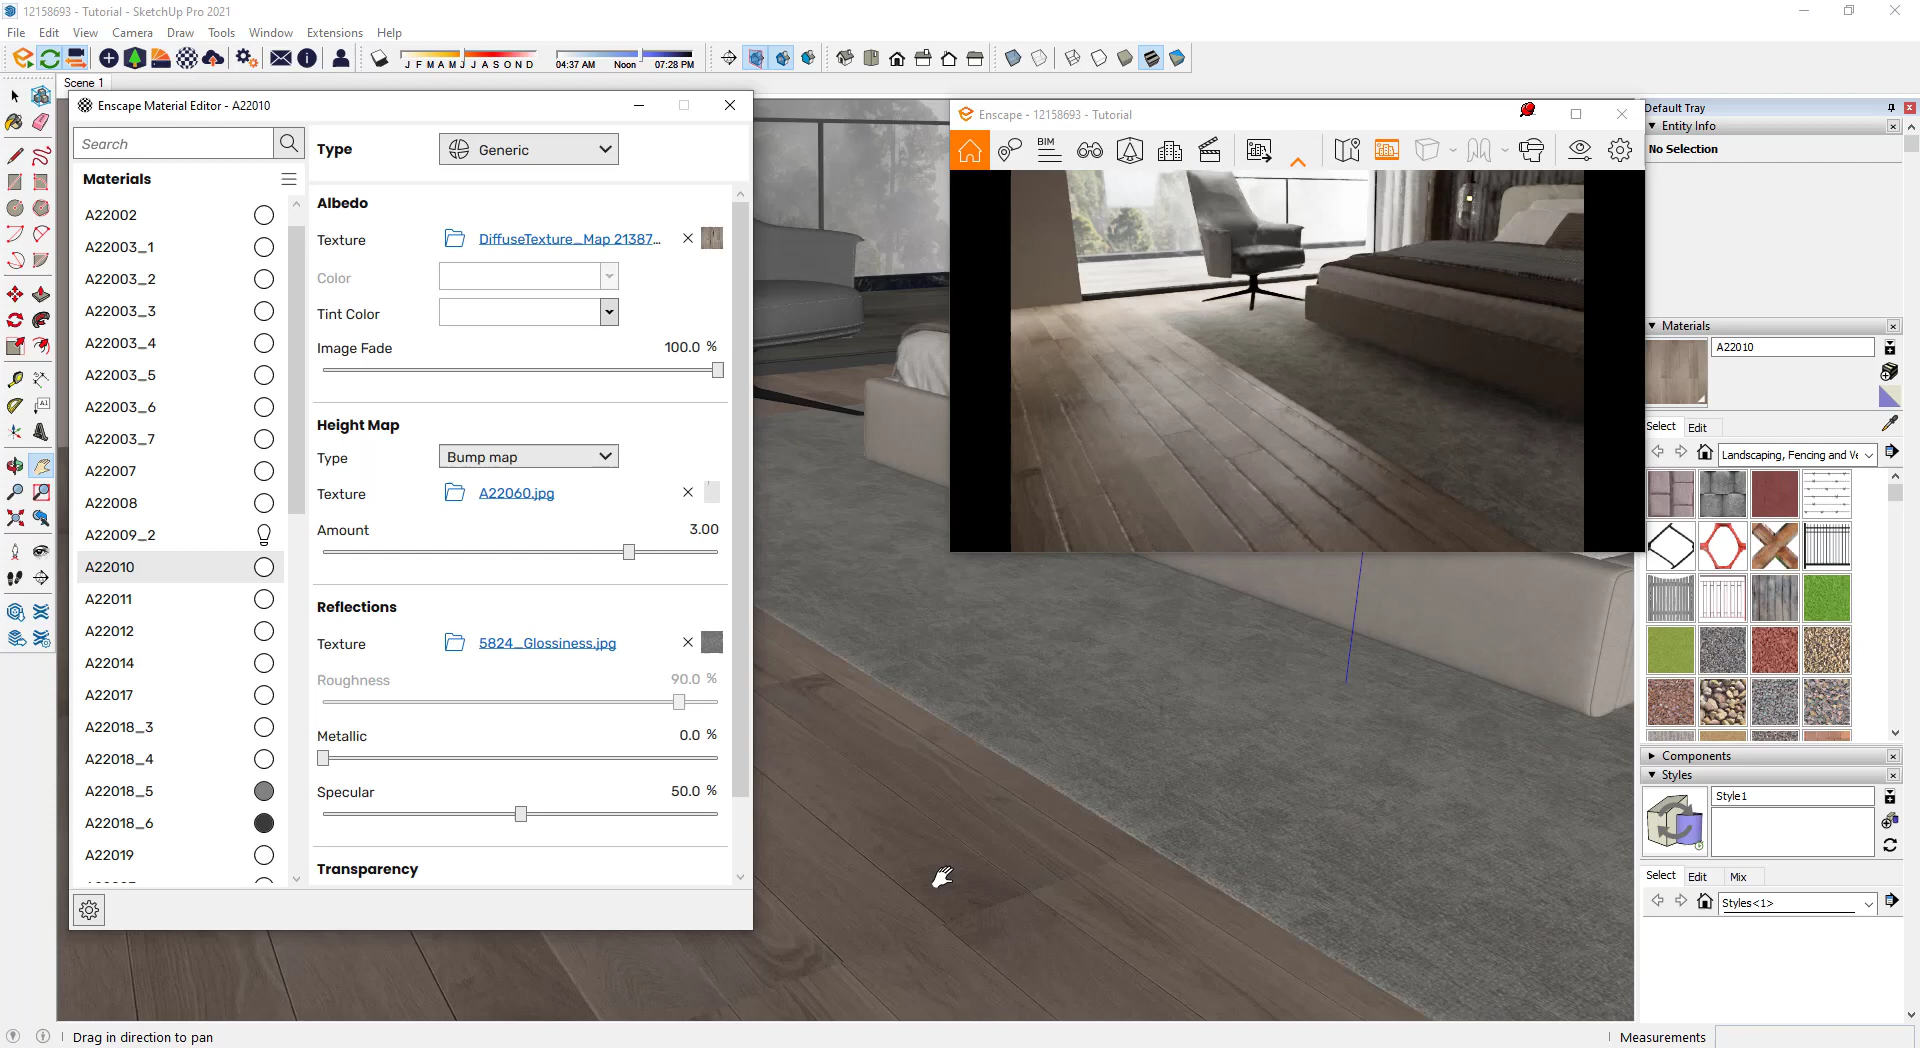 12158693 - Tutorial - SketchUp Pro 2021
File Edit View Camera Draw Tools Window Extensions Help
J F M A M J J A S O N D
04:37 AM Noon 07:28 PM
Scene 1
Enscape Material Editor - A22010
Search
Materials
A22002
A22003_1
A22003_2
A22003_3
A22003_4
A22003_5
A22003_6
A22003_7
A22007
A22008
A22009_2
A22010
A22011
A22012
A22014
A22017
A22018_3
A22018_4
A22018_5
A22018_6
A22019
Type Generic
Albedo
Texture DiffuseTexture_Map 21387...
Color
Tint Color
Image Fade 100.0 %
Height Map
Type Bump map
Texture A22060.jpg
Amount 3.00
Reflections
Texture 5824_Glossiness.jpg
Roughness 90.0 %
Metallic 0.0 %
Specular 50.0 %
Transparency
Enscape - 12158693 - Tutorial
BIM
Default Tray
Entity Info
No Selection
Materials
A22010
Select Edit
Landscaping, Fencing and Ve
Components
Styles
Style1
Select Edit Mix
Styles<1>
Drag in direction to pan
Measurements